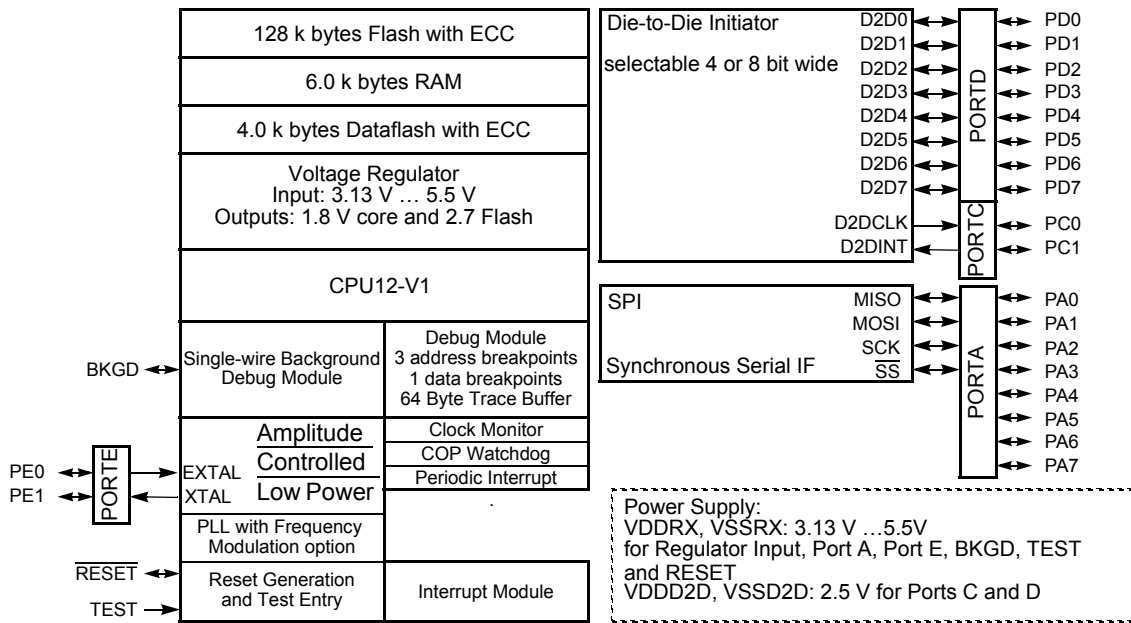 128 k bytes Flash with ECC
6.0 k bytes RAM
4.0 k bytes Dataflash with ECC
Voltage Regulator
Input: 3.13 V … 5.5 V
Outputs: 1.8 V core and 2.7 Flash
CPU12-V1
BKGD
Single-wire Background
Debug Module
Debug Module
3 address breakpoints
1 data breakpoints
64 Byte Trace Buffer
PE0
PE1
PORTE
EXTAL
XTAL
Amplitude
Controlled
Low Power
Clock Monitor
COP Watchdog
Periodic Interrupt
.
PLL with Frequency
Modulation option
RESET
TEST
Reset Generation
and Test Entry
Interrupt Module
Die-to-Die Initiator
selectable 4 or 8 bit wide
D2D0
D2D1
D2D2
D2D3
D2D4
D2D5
D2D6
D2D7
D2DCLK
D2DINT
PORTD
PORTC
PD0
PD1
PD2
PD3
PD4
PD5
PD6
PD7
PC0
PC1
SPI
Synchronous Serial IF
MISO
MOSI
SCK
SS
PORTA
PA0
PA1
PA2
PA3
PA4
PA5
PA6
PA7
Power Supply:
VDDRX, VSSRX: 3.13 V …5.5V
for Regulator Input, Port A, Port E, BKGD, TEST
and RESET
VDDD2D, VSSD2D: 2.5 V for Ports C and D